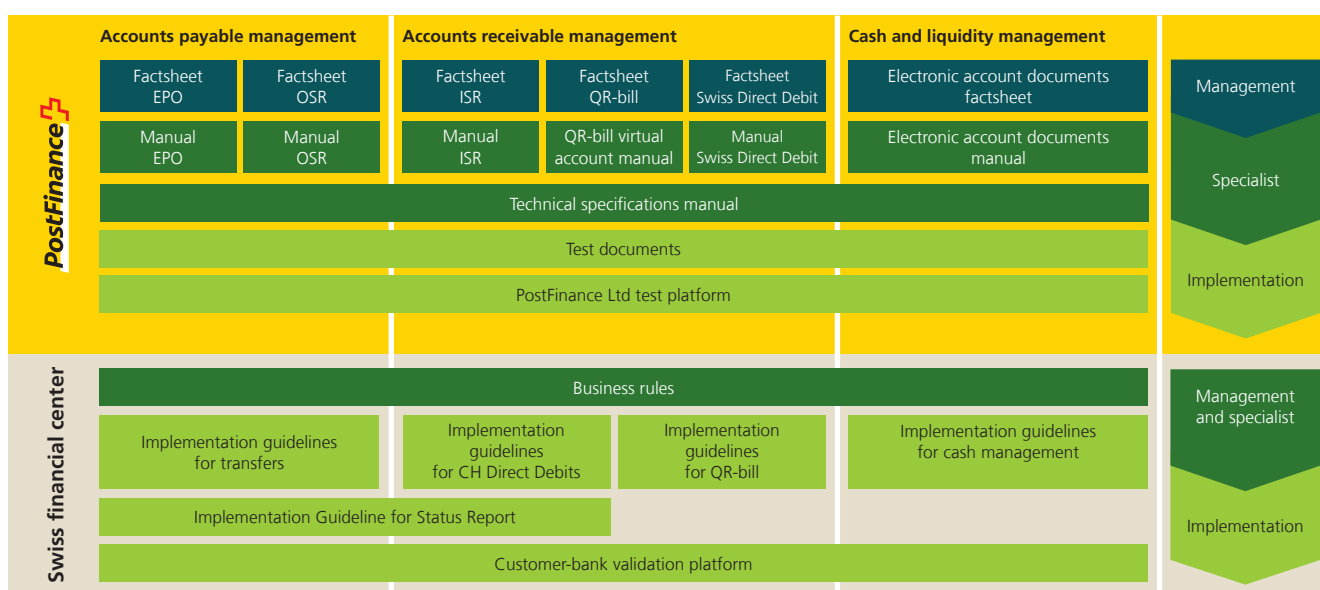 Accounts payable management
Accounts receivable management
Cash and liquidity management
PostFinance
Factsheet
EPO
Factsheet
OSR
Factsheet
ISR
Factsheet
QR-bill
Factsheet
Swiss Direct Debit
Electronic account documents
factsheet
Management
Manual
EPO
Manual
OSR
Manual
ISR
QR-bill virtual
account manual
Manual
Swiss Direct Debit
Electronic account documents
manual
Specialist
Technical specifications manual
Test documents
PostFinance Ltd test platform
Implementation
Swiss financial center
Business rules
Management
and specialist
Implementation guidelines
for transfers
Implementation
guidelines
for CH Direct Debits
Implementation
guidelines
for QR-bill
Implementation guidelines
for cash management
Implementation Guideline for Status Report
Implementation
Customer-bank validation platform